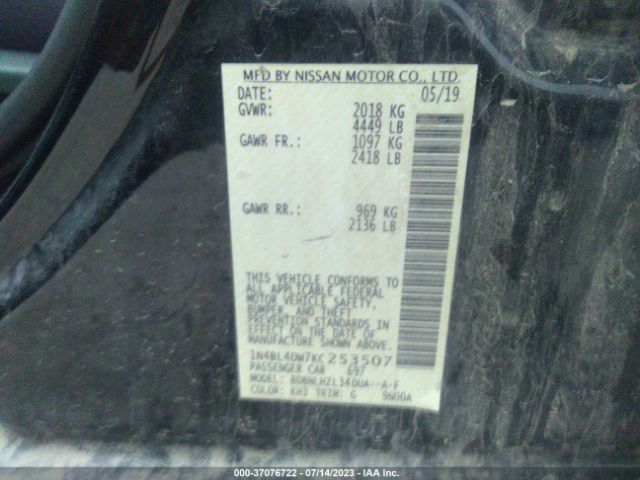 MFD BY NISSAN MOTOR CO., LTD.
DATE: 05/19
GVWR: 2018 KG
4449 LB
GAWR FR.: 1097 KG
2418 LB
GAWR RR.: 969 KG
2136 LB
THIS VEHICLE CONFORMS TO
ALL APPLICABLE FEDERAL
MOTOR VEHICLE SAFETY,
BUMPER, AND THEFT
PREVENTION STANDARDS
IN EFFECT ON THE DATE OF
MANUFACTURE SHOWN ABOVE.
1N4BL4DW7KC253507
PASSENGER CAR 697
MODEL: BDBNLHZL34DUA--A-F
COLOR: KH3 TRIM: G 9N00A
000-37076722 — 07/14/2023 — IAA Inc.